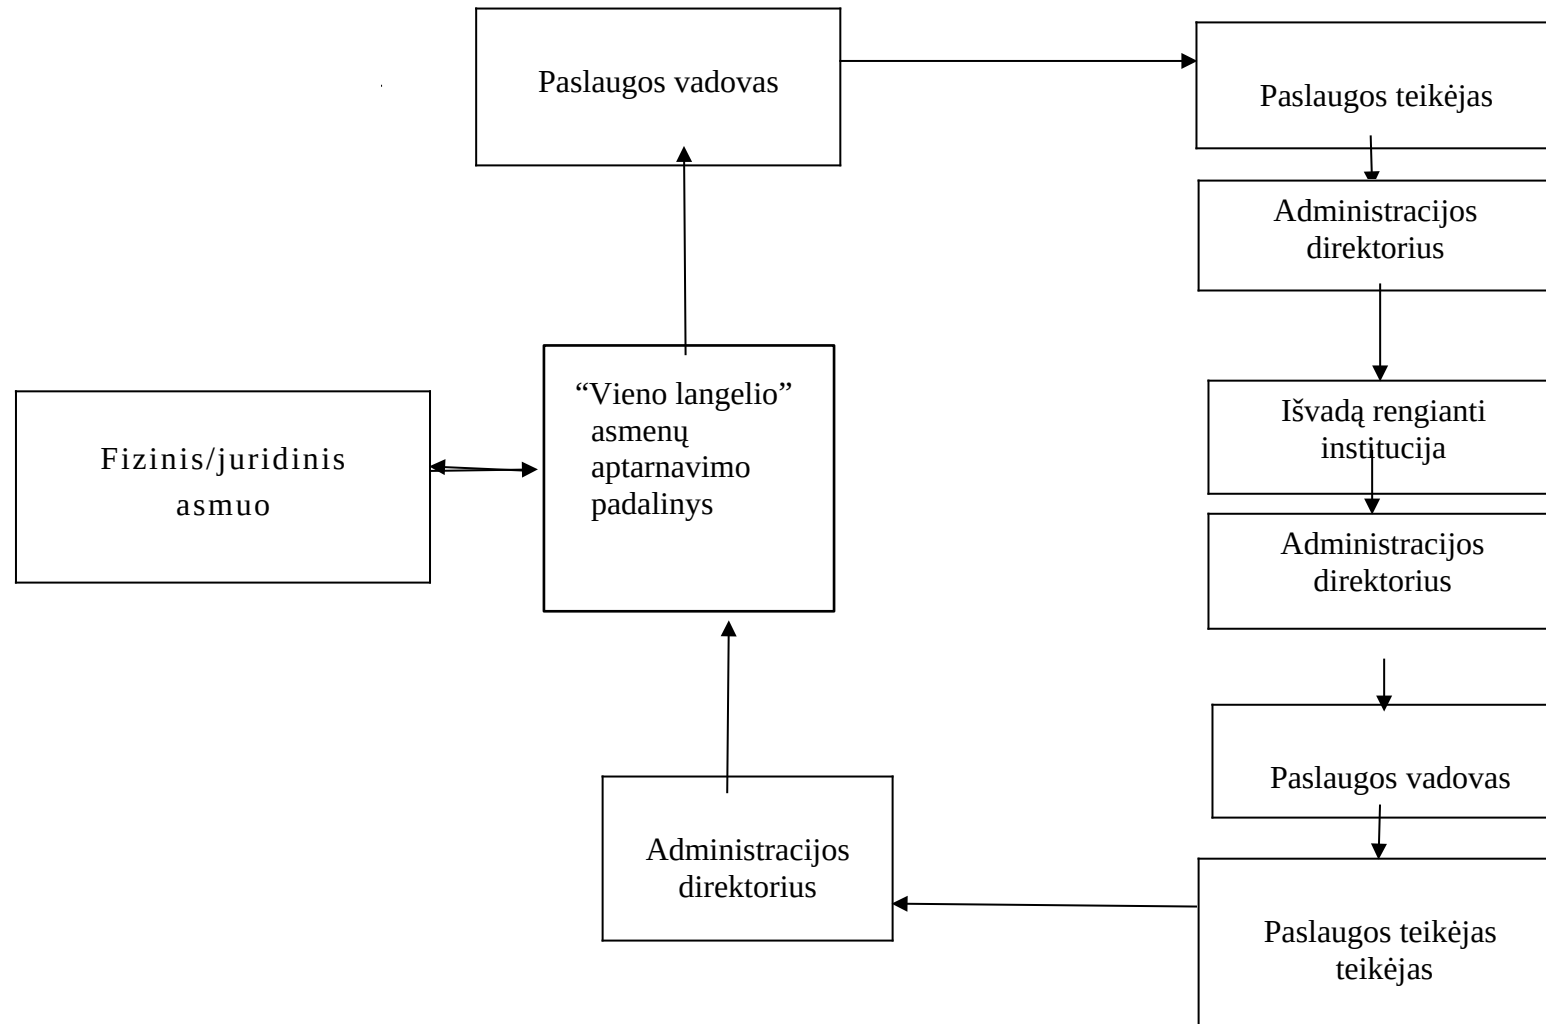 Paslaugos vadovas
Paslaugos teikėjas
Administracijos
direktorius
“Vieno langelio”
asmenų
aptarnavimo
padalinys
Fizinis/juridinis
asmuo
Išvadą rengianti
institucija
Administracijos
direktorius
Paslaugos vadovas
Administracijos
direktorius
Paslaugos teikėjas
teikėjas